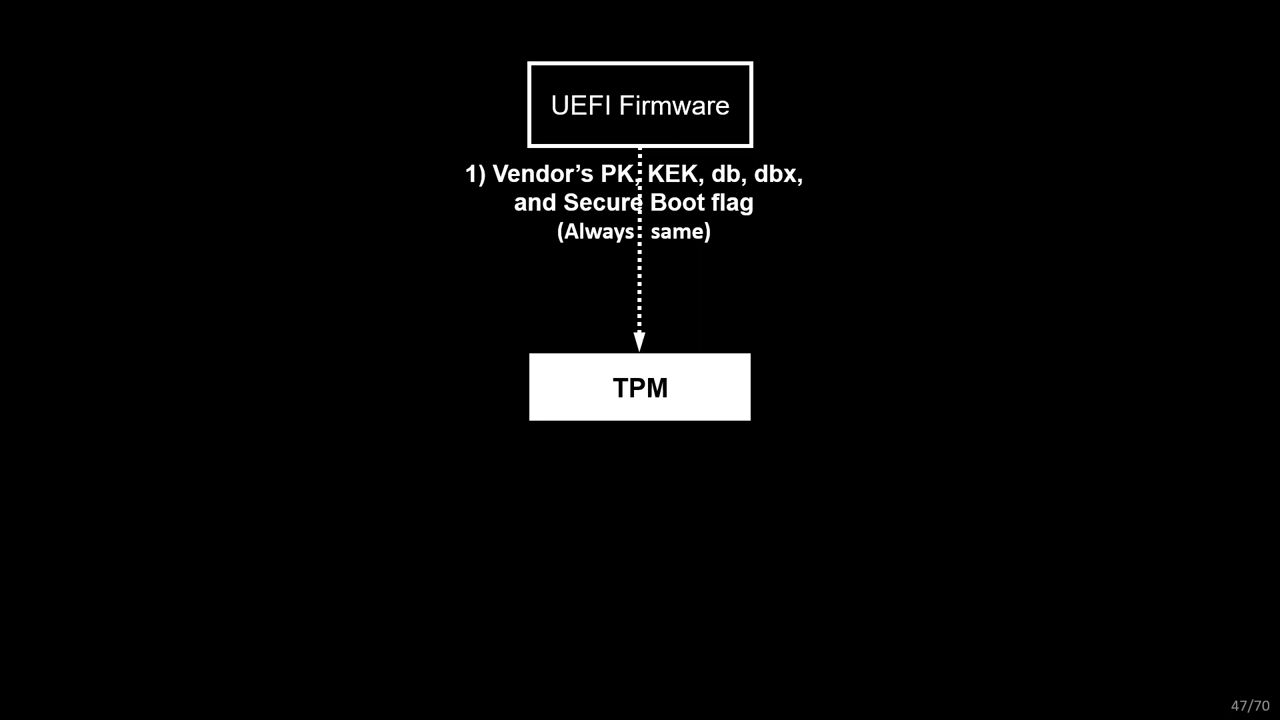 UEFI Firmware
1) Vendor’s PK, KEK, db, dbx,
and Secure Boot flag
(Always same)
TPM
47/70